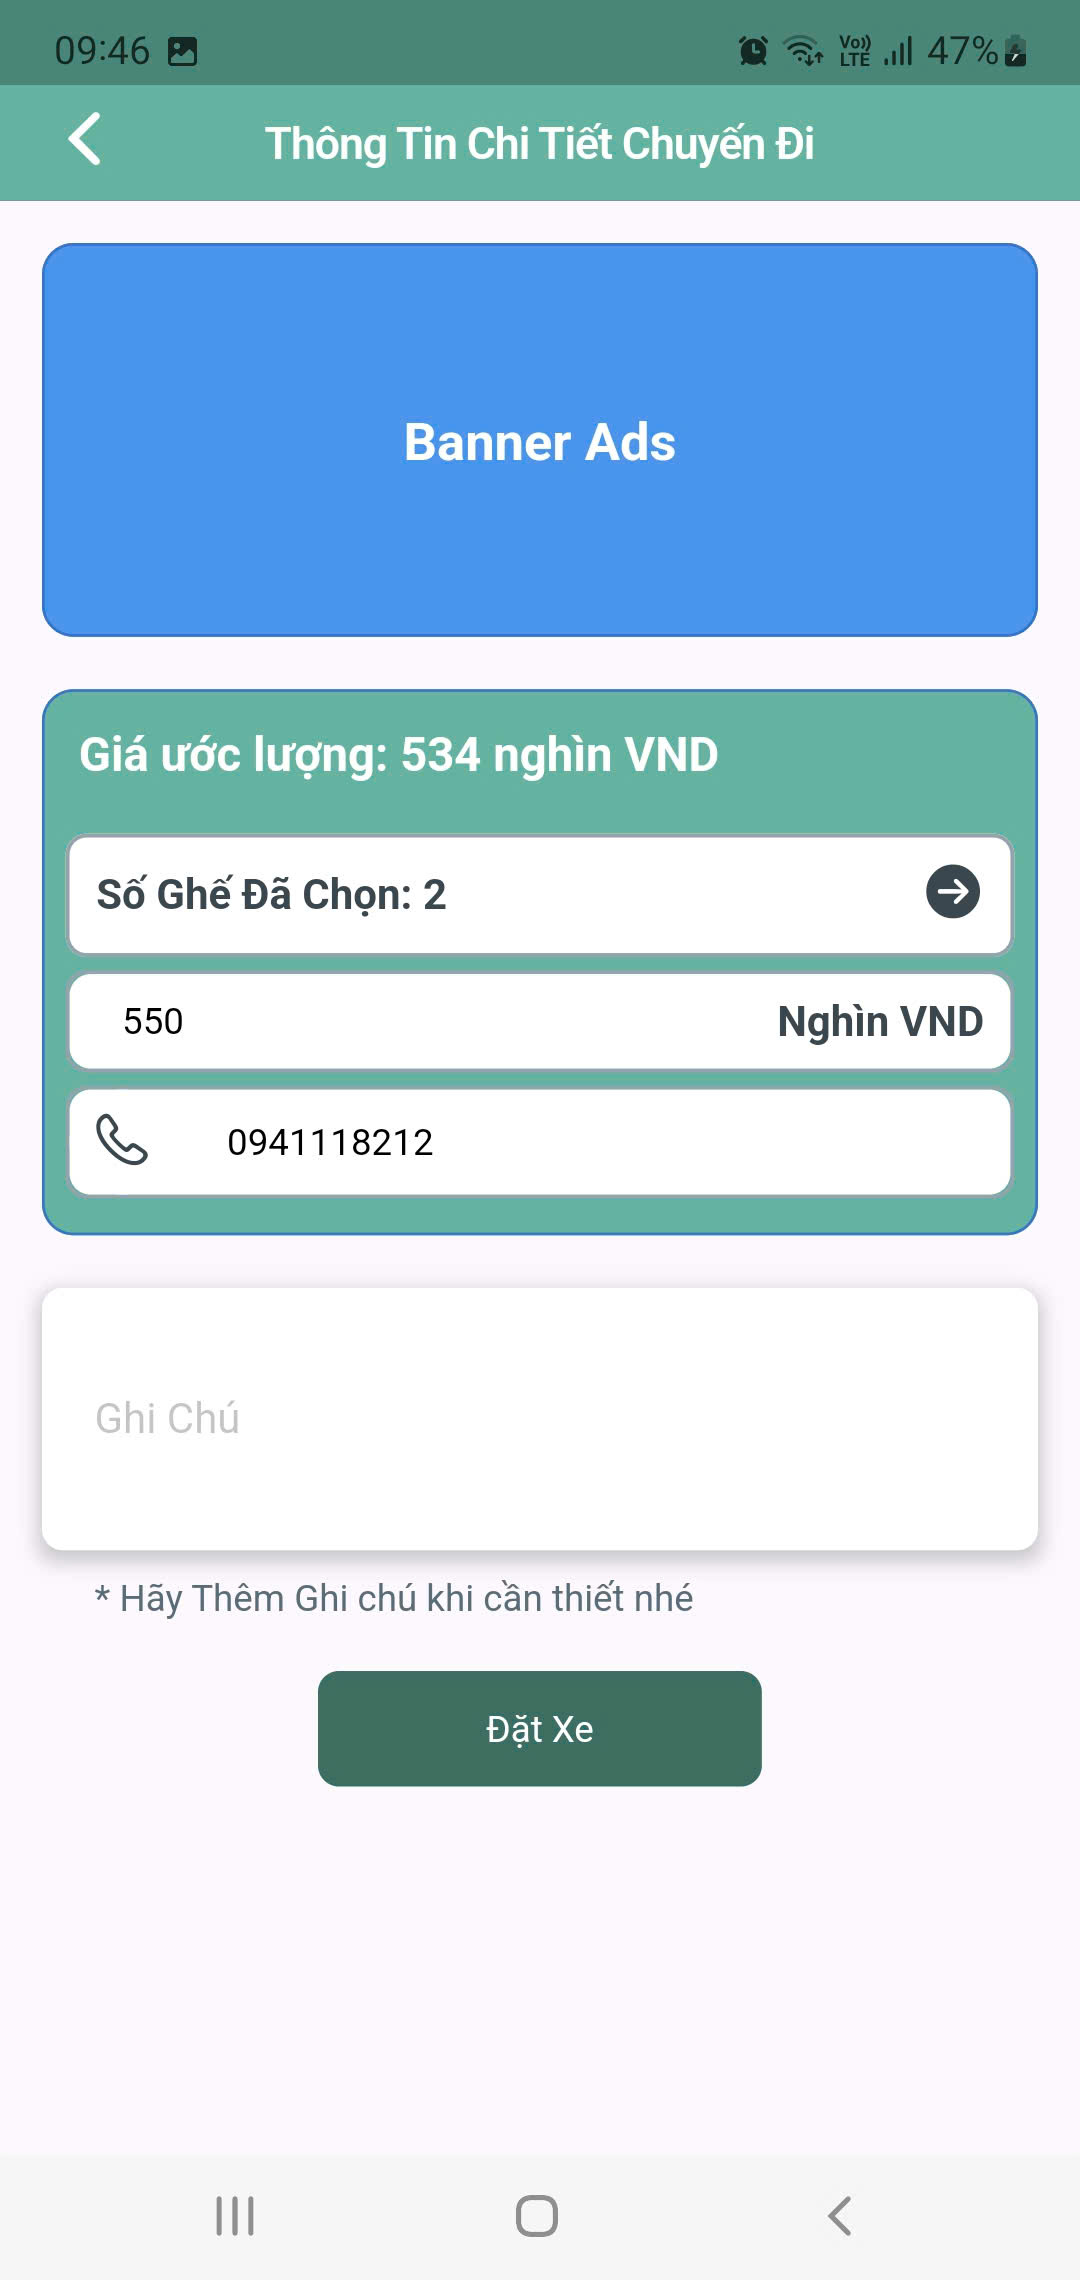 09:46
Vo)) LTE 47%
Thông Tin Chi Tiết Chuyến Đi
Banner Ads
Giá ước lượng: 534 nghìn VND
Số Ghế Đã Chọn: 2
550 Nghìn VND
0941118212
Ghi Chú
* Hãy Thêm Ghi chú khi cần thiết nhé
Đặt Xe